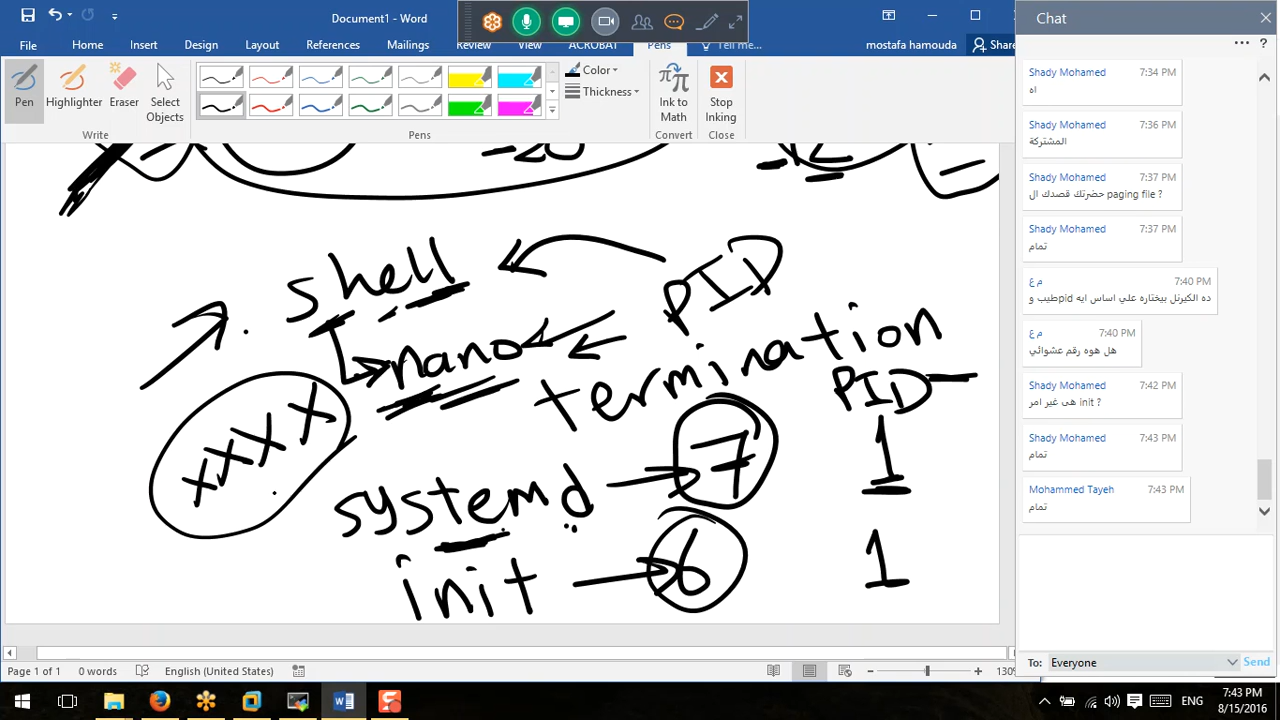 Document1 - Word
File Home Insert Design Layout References Mailings Review View ACROBAT Pens Tell me... mostafa hamouda Share
Pen Highlighter Eraser Select Objects
Color
Thickness
Ink to Math
Stop Inking
Write Pens Convert Close
-20 -12
shell PID
nano
termination
PID
xxxx
systemd → 7 1
init → 6 1
Page 1 of 1 0 words English (United States) 130%
Chat
Shady Mohamed 7:34 PM
اه
Shady Mohamed 7:36 PM
المشتركة
Shady Mohamed 7:37 PM
حضرتك قصدك ال paging file ?
Shady Mohamed 7:37 PM
تمام
م ع 7:40 PM
طيب و pid ده الكيرنل بيختاره علي اساس ايه
م ع 7:40 PM
هل هوه رقم عشوائي
Shady Mohamed 7:42 PM
هى غير امر init ?
Shady Mohamed 7:43 PM
تمام
Mohammed Tayeh 7:43 PM
تمام
To: Everyone Send
ENG 7:43 PM
8/15/2016